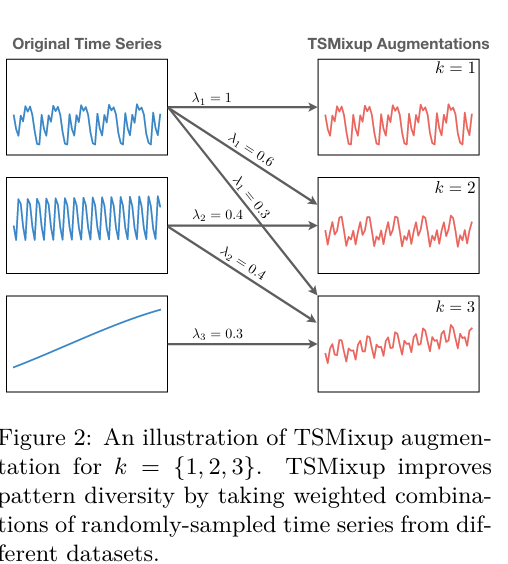 Original Time Series
TSMixup Augmentations
k = 1
λ₁ = 1
λ₁ = 0.6
λ₁ = 0.3
k = 2
λ₂ = 0.4
λ₂ = 0.4
k = 3
λ₃ = 0.3
Figure 2: An illustration of TSMixup augmen-
tation for k = {1, 2, 3}. TSMixup improves
pattern diversity by taking weighted combina-
tions of randomly-sampled time series from dif-
ferent datasets.